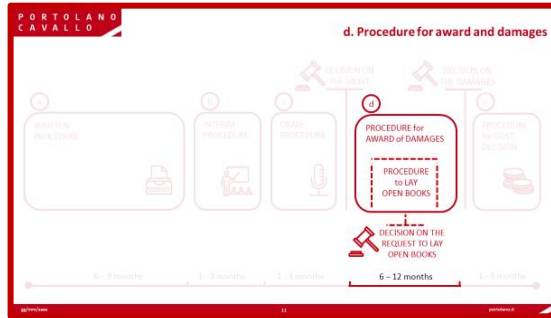 PORTOLANO
CAVALLO
d. Procedure for award and damages
DECISION ON
THE MERIT
DECISION ON
THE DAMAGES
a
WRITTEN
PROCEDURE
b
INTERIM
PROCEDURE
c
ORAL
PROCEDURE
d
PROCEDURE for
AWARD of DAMAGES
PROCEDURE
to LAY
OPEN BOOKS
e
PROCEDURE
for COST
DECISION
DECISION ON THE
REQUEST TO LAY
OPEN BOOKS
6 – 9 months
1 - 3 months
1 - 3 months
6 – 12 months
1 - 3 months
11
portolano.it